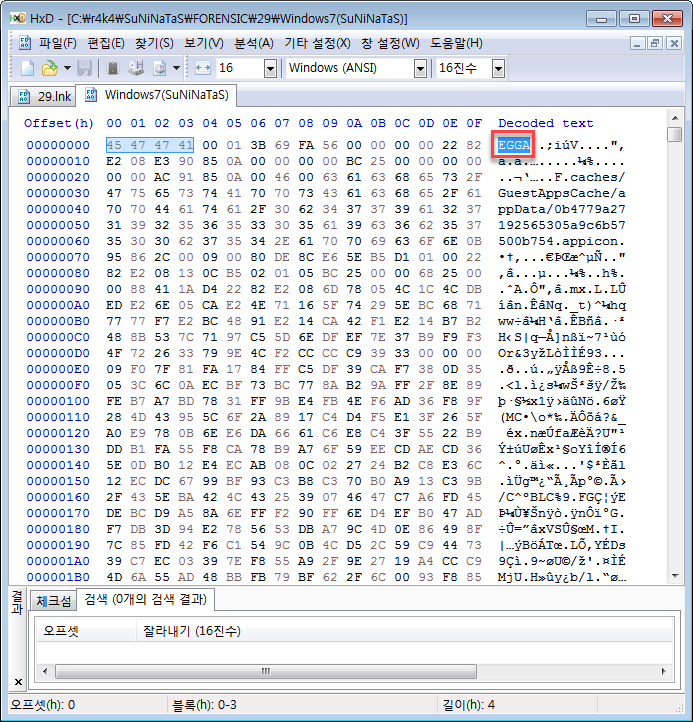 HxD - [C:￦r4k4￦SuNiNaTaS￦FORENSIC￦29￦Windows7(SuNiNaTaS)]
파일(F) 편집(E) 찾기(S) 보기(V) 분석(A) 기타 설정(X) 창 설정(W) 도움말(H)
16 Windows (ANSI) 16진수
29.lnk Windows7(SuNiNaTaS)
Offset(h) 00 01 02 03 04 05 06 07 08 09 0A 0B 0C 0D 0E 0F Decoded text
00000000 45 47 47 41 00 01 3B 69 FA 56 00 00 00 00 22 82 EGGA..;iúV....",
00000010 E2 08 E3 90 85 0A 00 00 00 00 00 BC 25 00 00 00
00000020 00 00 AC 91 85 0A 00 46 00 63 61 63 68 65 73 2F ..¬‘…..F.caches/
00000030 47 75 65 73 74 41 70 70 73 43 61 63 68 65 2F 61 GuestAppsCache/a
00000040 70 70 44 61 74 61 2F 30 62 34 37 37 39 61 32 37 ppData/0b4779a27
00000050 31 39 32 35 36 35 33 30 35 61 39 63 36 62 35 37 192565305a9c6b57
00000060 35 30 30 62 37 35 34 2E 61 70 70 69 63 6F 6E 0B 500b754.appicon.
00000070 95 86 2C 00 09 00 80 DE 8C E6 5E B5 D1 01 00 22 •†,...€ÞŒæ^µÑ.."
00000080 82 E2 08 13 0C B5 02 01 05 BC 25 00 00 68 25 00 ‚â...µ...¼%..h%.
00000090 00 88 41 1A D4 22 82 E2 08 6D 78 05 4C 1C 4C DB .ˆA.Ô"‚â.mx.L.LÛ
000000A0 ED E2 6E 05 CA E2 4E 71 16 5F 74 29 5E BC 68 71 íân.ÊâNq._t)^¼hq
000000B0 77 77 F7 E2 BC 48 91 E2 14 CA 42 F1 E2 14 B7 B2 ww÷â¼H‘â.ÊBñâ.·²
000000C0 48 8B 53 7C 71 97 C5 5D 6E DF EF 7E 37 B9 F9 F3 H‹S|q—Å]nßï~7¹ùó
000000D0 4F 72 26 33 79 9E 4C F2 CC CC C9 39 33 00 00 00 Or&3yžLòÌÌÉ93...
000000E0 09 F0 7F 81 FA 17 84 FF C5 DF 39 CA F7 38 0D 35
000000F0 05 3C 6C 0A EC BF 73 BC 77 8A B2 9A FF 2F 8E 89 .<l.ì¿s¼wŠ²šÿ/Ž‰
00000100 FE B7 A7 BD 78 31 FF 9B E4 FB 4E F6 AD 36 F8 9F þ·§½x1ÿ›äûNö.6øŸ
00000110 28 4D 43 95 5C 6F 2A 89 17 C4 D4 F5 E1 3F 26 5F (MC•\o*‰.ÄÔõá?&_
00000120 A0 E9 97 0B 6E E6 DA 66 61 C6 E8 C4 3F 55 22 B9
00000130 DD B1 FA 55 F8 CA 78 B9 A7 6F 59 EE CD AE CD 36
00000140 5E 0D B0 12 E4 EC AB 08 0C 02 27 24 B2 C8 E3 6C ^.°.äì«...'$²Èãl
00000150 12 EC DC 67 99 BF 93 C3 B8 C3 70 B0 A9 13 C3 9B
00000160 2F 43 5E BA 42 4C 43 25 39 07 46 47 C7 A6 FD 45 /C^ºBLC%9.FGÇ¦ýE
00000170 DE BC D9 A5 8A 6E FF F2 90 FF 6E D4 EF B0 47 AD
00000180 F7 DB 3D 94 E2 78 56 53 DB A7 9C 4D 0E 86 49 8F
00000190 7C 85 FD 42 F6 C1 54 9C 0B 4C D5 2C 59 C9 44 73 |…ýBöÁTœ.LÕ,YÉDs
000001A0 39 C7 EC 03 39 7E F8 55 A9 2F 9E 27 19 A4 CC C9
000001B0 4D 6A 55 AD 48 BB FB 79 BF 62 2F 6C 00 93 F8 85 MjU.H»ûy¿b/l.“ø…
결과
체크섬 검색 (0개의 검색 결과)
오프셋 잘라내기 (16진수)
오프셋(h): 0 블록(h): 0-3 길이(h): 4